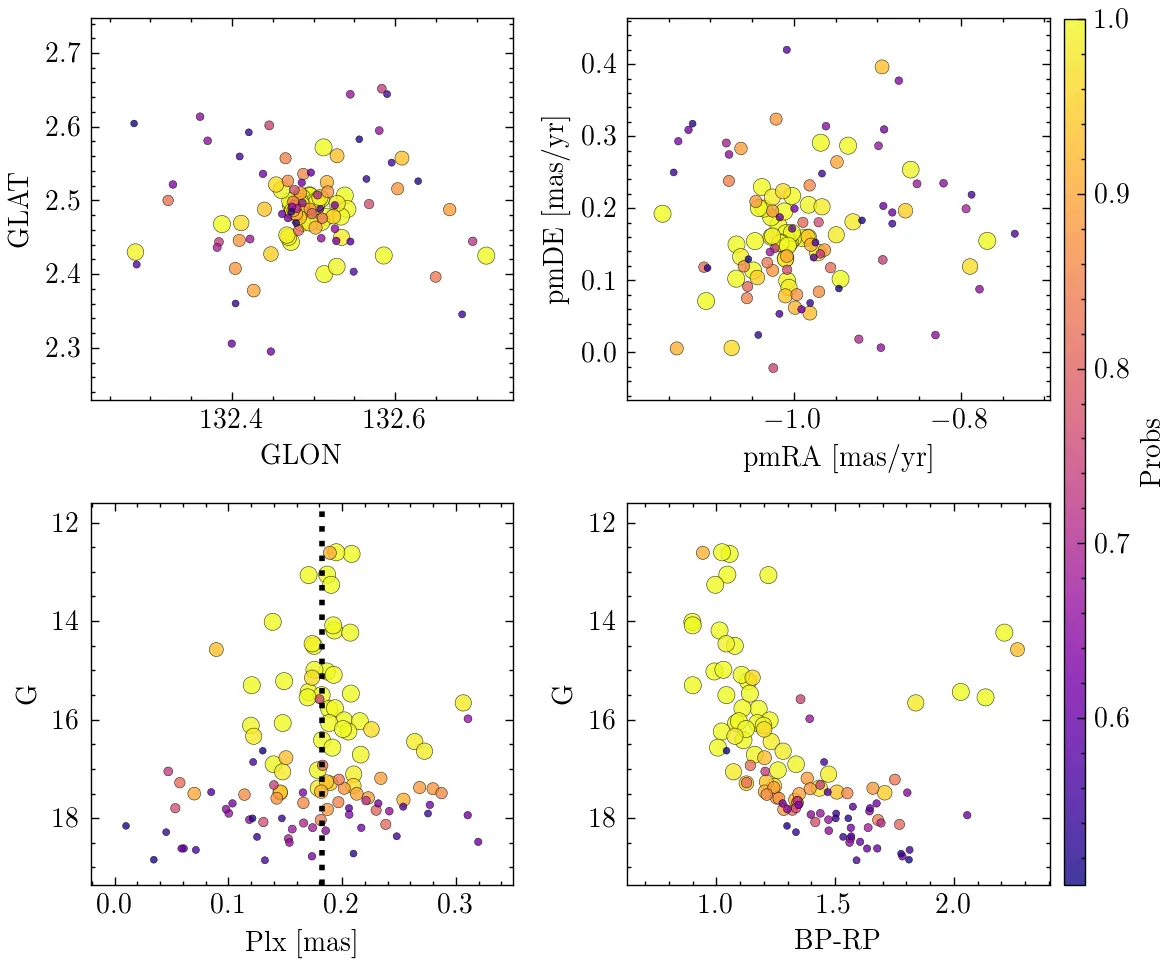 2.7
2.6
2.5
2.4
2.3
GLAT
132.4 132.6
GLON
0.4
0.3
0.2
0.1
0.0
pmDE [mas/yr]
−1.0 −0.8
pmRA [mas/yr]
12
14
16
18
G
0.0 0.1 0.2 0.3
Plx [mas]
12
14
16
18
G
1.0 1.5 2.0
BP-RP
1.0
0.9
0.8
0.7
0.6
Probs